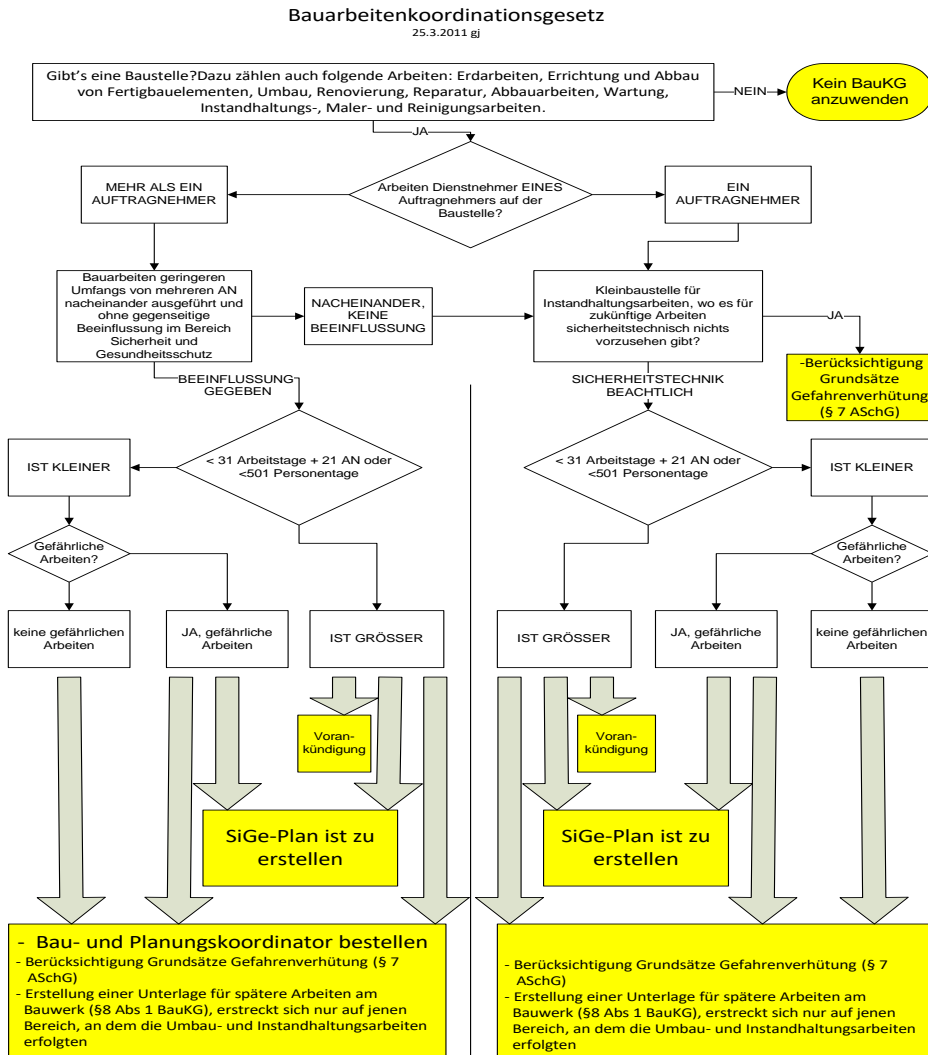 Bauarbeitenkoordinationsgesetz
25.3.2011 gj
Gibt's eine Baustelle?Dazu zählen auch folgende Arbeiten: Erdarbeiten, Errichtung und Abbau
von Fertigbauelementen, Umbau, Renovierung, Reparatur, Abbauarbeiten, Wartung,
Instandhaltungs-, Maler- und Reinigungsarbeiten.
NEIN
Kein BauKG
anzuwenden
JA
MEHR ALS EIN
AUFTRAGNEHMER
Arbeiten Dienstnehmer EINES
Auftragnehmers auf der
Baustelle?
EIN
AUFTRAGNEHMER
Bauarbeiten geringeren
Umfangs von mehreren AN
nacheinander ausgeführt und
ohne gegenseitige
Beeinflussung im Bereich
Sicherheit und
Gesundheitsschutz
NACHEINANDER,
KEINE
BEEINFLUSSUNG
Kleinbaustelle für
Instandhaltungsarbeiten, wo es für
zukünftige Arbeiten
sicherheitstechnisch nichts
vorzusehen gibt?
JA
-Berücksichtigung
Grundsätze
Gefahrenverhütung
(§ 7 ASchG)
BEEINFLUSSUNG
GEGEBEN
SICHERHEITSTECHNIK
BEACHTLICH
IST KLEINER
< 31 Arbeitstage + 21 AN oder
<501 Personentage
< 31 Arbeitstage + 21 AN oder
<501 Personentage
IST KLEINER
Gefährliche
Arbeiten?
Gefährliche
Arbeiten?
keine gefährlichen
Arbeiten
JA, gefährliche
Arbeiten
IST GRÖSSER
IST GRÖSSER
JA, gefährliche
Arbeiten
keine gefährlichen
Arbeiten
Voran-
kündigung
Voran-
kündigung
SiGe-Plan ist zu
erstellen
SiGe-Plan ist zu
erstellen
- Bau- und Planungskoordinator bestellen
- Berücksichtigung Grundsätze Gefahrenverhütung (§ 7
ASchG)
- Erstellung einer Unterlage für spätere Arbeiten am
Bauwerk (§8 Abs 1 BauKG), erstreckt sich nur auf jenen
Bereich, an dem die Umbau- und Instandhaltungsarbeiten
erfolgten
- Berücksichtigung Grundsätze Gefahrenverhütung (§ 7
ASchG)
- Erstellung einer Unterlage für spätere Arbeiten am
Bauwerk (§8 Abs 1 BauKG), erstreckt sich nur auf jenen
Bereich, an dem die Umbau- und Instandhaltungsarbeiten
erfolgten